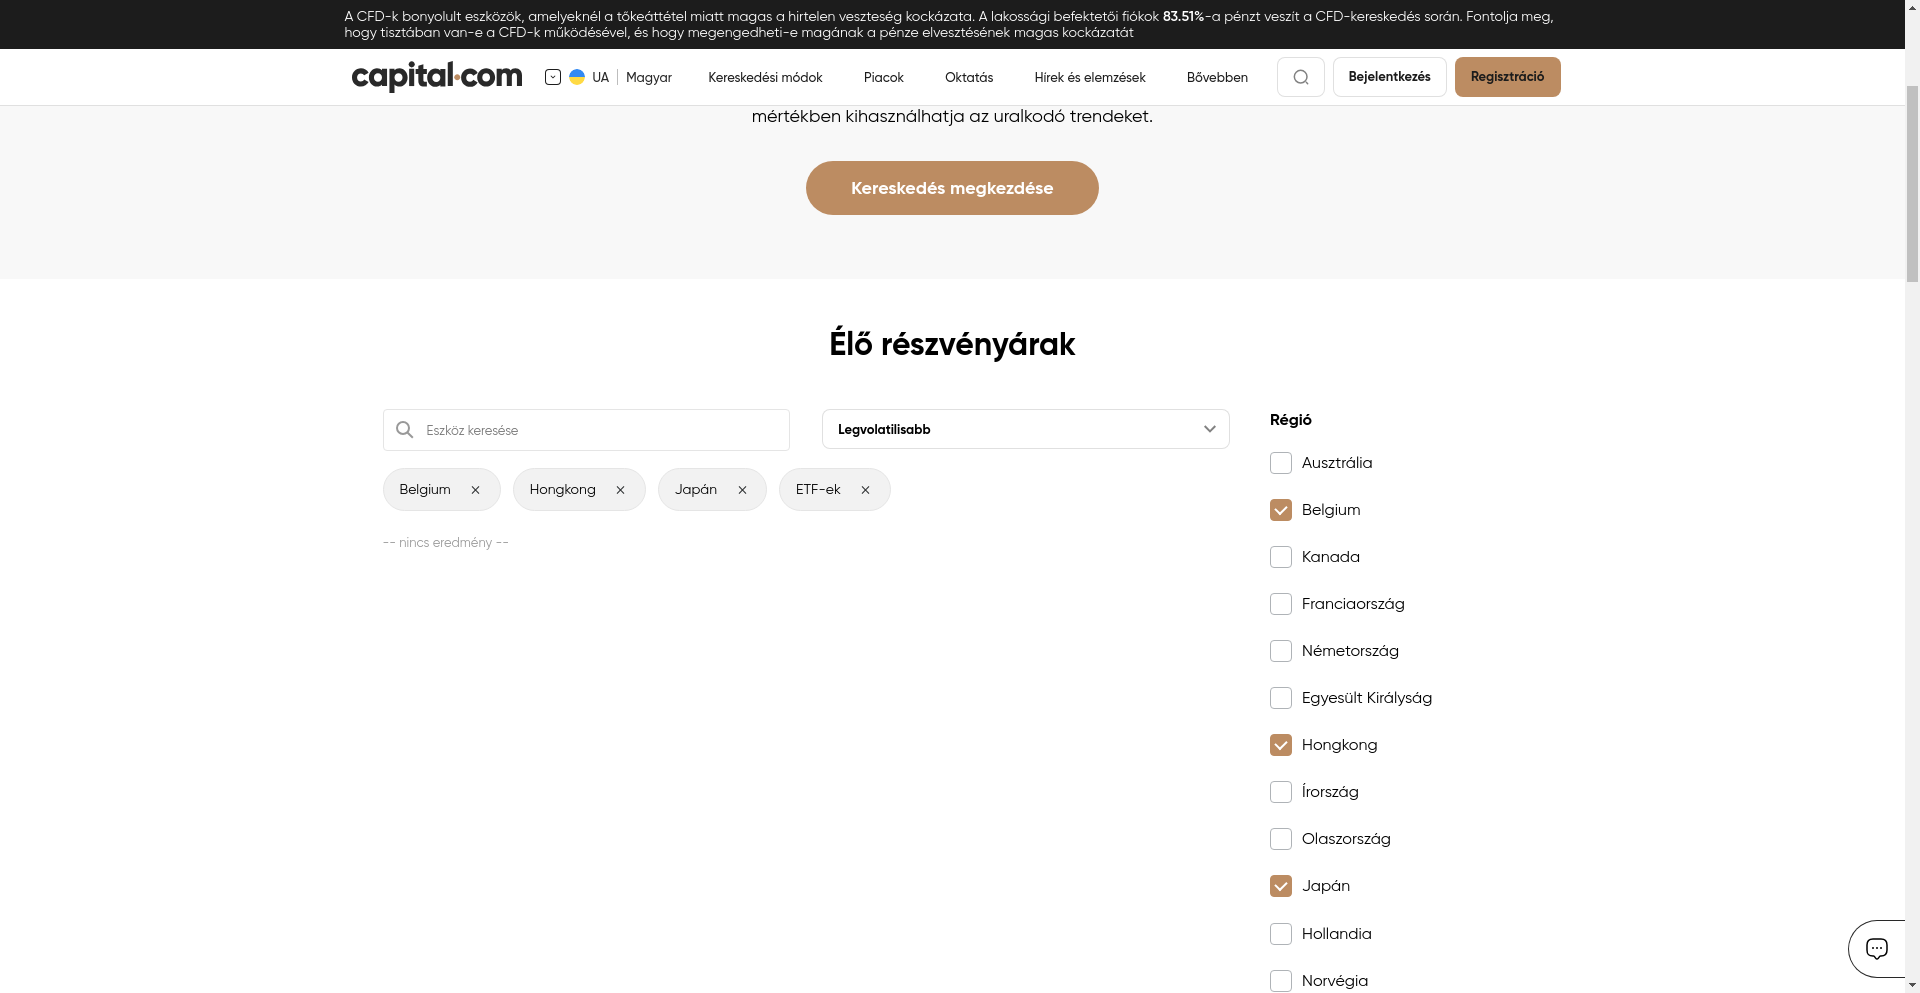 A CFD-k bonyolult eszközök, amelyeknél a tőkeáttétel miatt magas a hirtelen veszteség kockázata. A lakossági befektetői fiókok 83.51%-a pénzt veszít a CFD-kereskedés során. Fontolja meg,
hogy tisztában van-e a CFD-k működésével, és hogy megengedheti-e magának a pénze elvesztésének magas kockázatát
capital.com
UA
Magyar
Kereskedési módok
Piacok
Oktatás
Hírek és elemzések
Bővebben
Bejelentkezés
Regisztráció
mértékben kihasználhatja az uralkodó trendeket.
Kereskedés megkezdése
Élő részvényárak
Eszköz keresése
Legvolatilisabb
Belgium
Hongkong
Japán
ETF-ek
-- nincs eredmény --
Régió
Ausztrália
Belgium
Kanada
Franciaország
Németország
Egyesült Királyság
Hongkong
Írország
Olaszország
Japán
Hollandia
Norvégia